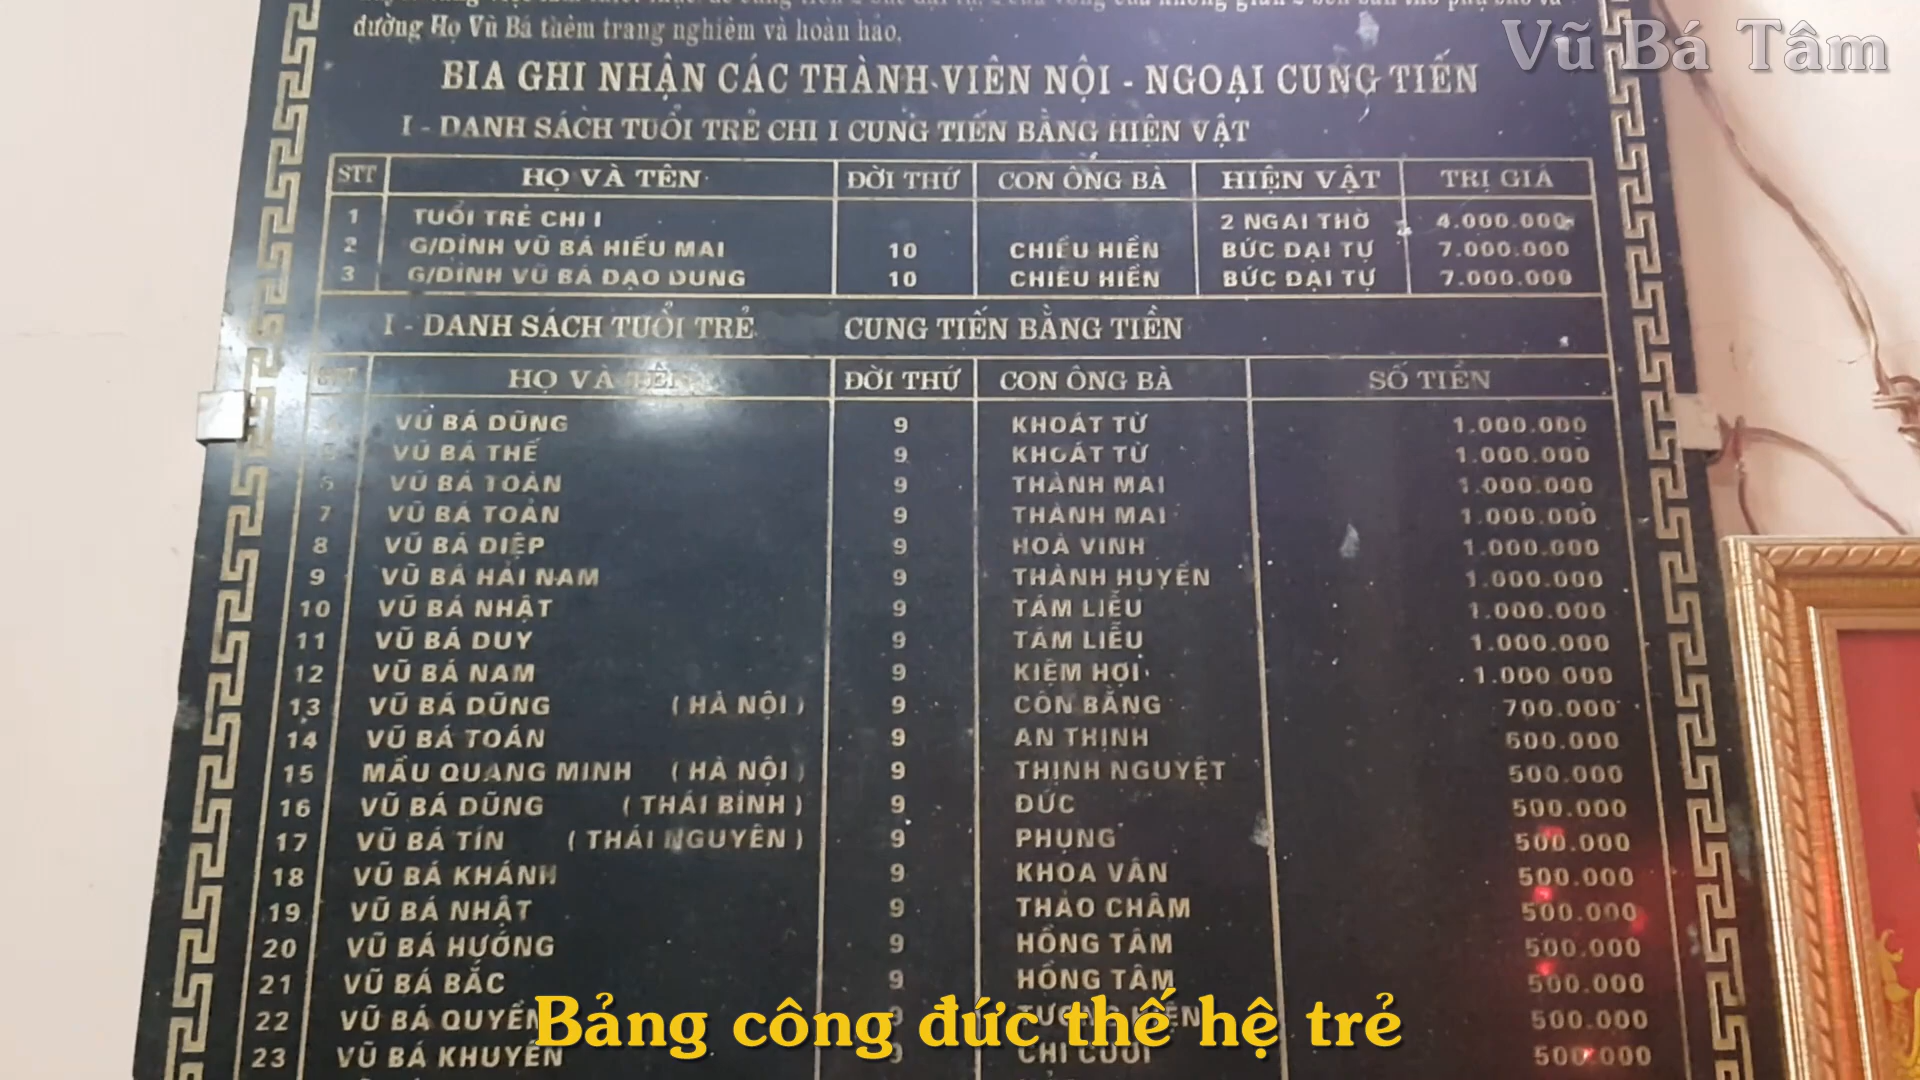 Vũ Bá Tâm
đường Họ Vũ Bá thêm trang nghiêm và hoàn hảo.
BIA GHI NHẬN CÁC THÀNH VIÊN NỘI - NGOẠI CUNG TIẾN
I - DANH SÁCH TUỔI TRẺ CHI I CUNG TIẾN BẰNG HIỆN VẬT
STT HỌ VÀ TÊN ĐỜI THỨ CON ÔNG BÀ HIỆN VẬT TRỊ GIÁ
1 TUỔI TRẺ CHI I 2 NGAI THỜ 4.000.000
2 G/ĐÌNH VŨ BÁ HIẾU MAI 10 CHIỂU HIỀN BỨC ĐẠI TỰ 7.000.000
3 G/ĐÌNH VŨ BÁ ĐẠO DUNG 10 CHIỂU HIỀN BỨC ĐẠI TỰ 7.000.000
I - DANH SÁCH TUỔI TRẺ CUNG TIẾN BẰNG TIỀN
HỌ VÀ TÊN ĐỜI THỨ CON ÔNG BÀ SỐ TIỀN
VŨ BÁ DŨNG 9 KHOÁT TỪ 1.000.000
VŨ BÁ THẾ 9 KHOÁT TỪ 1.000.000
6 VŨ BÁ TOÀN 9 THÀNH MAI 1.000.000
7 VŨ BÁ TOẢN 9 THÀNH MAI 1.000.000
8 VŨ BÁ DIỆP 9 HOÀ VINH 1.000.000
9 VŨ BÁ HẢI NAM 9 THÀNH HUYỀN 1.000.000
10 VŨ BÁ NHẬT 9 TÁM LIỄU 1.000.000
11 VŨ BÁ DUY 9 TÁM LIỄU 1.000.000
12 VŨ BÁ NAM 9 KIỆM HỢI 1.000.000
13 VŨ BÁ DŨNG (HÀ NỘI) 9 CÔN BẰNG 700.000
14 VŨ BÁ TOÁN 9 AN THỊNH 500.000
15 MẪU QUANG MINH (HÀ NỘI) 9 THỊNH NGUYỆT 500.000
16 VŨ BÁ DŨNG (THÁI BÌNH) 9 ĐỨC 500.000
17 VŨ BÁ TÍN (THÁI NGUYÊN) 9 PHỤNG 500.000
18 VŨ BÁ KHÁNH 9 KHOA VÂN 500.000
19 VŨ BÁ NHẬT 9 THẢO CHÂM 500.000
20 VŨ BÁ HƯỚNG 9 HỒNG TÂM 500.000
21 VŨ BÁ BẮC 9 HỒNG TÂM 500.000
22 VŨ BÁ QUYỀN 9 500.000
23 VŨ BÁ KHUYẾN 9 500.000
Bảng công đức thế hệ trẻ